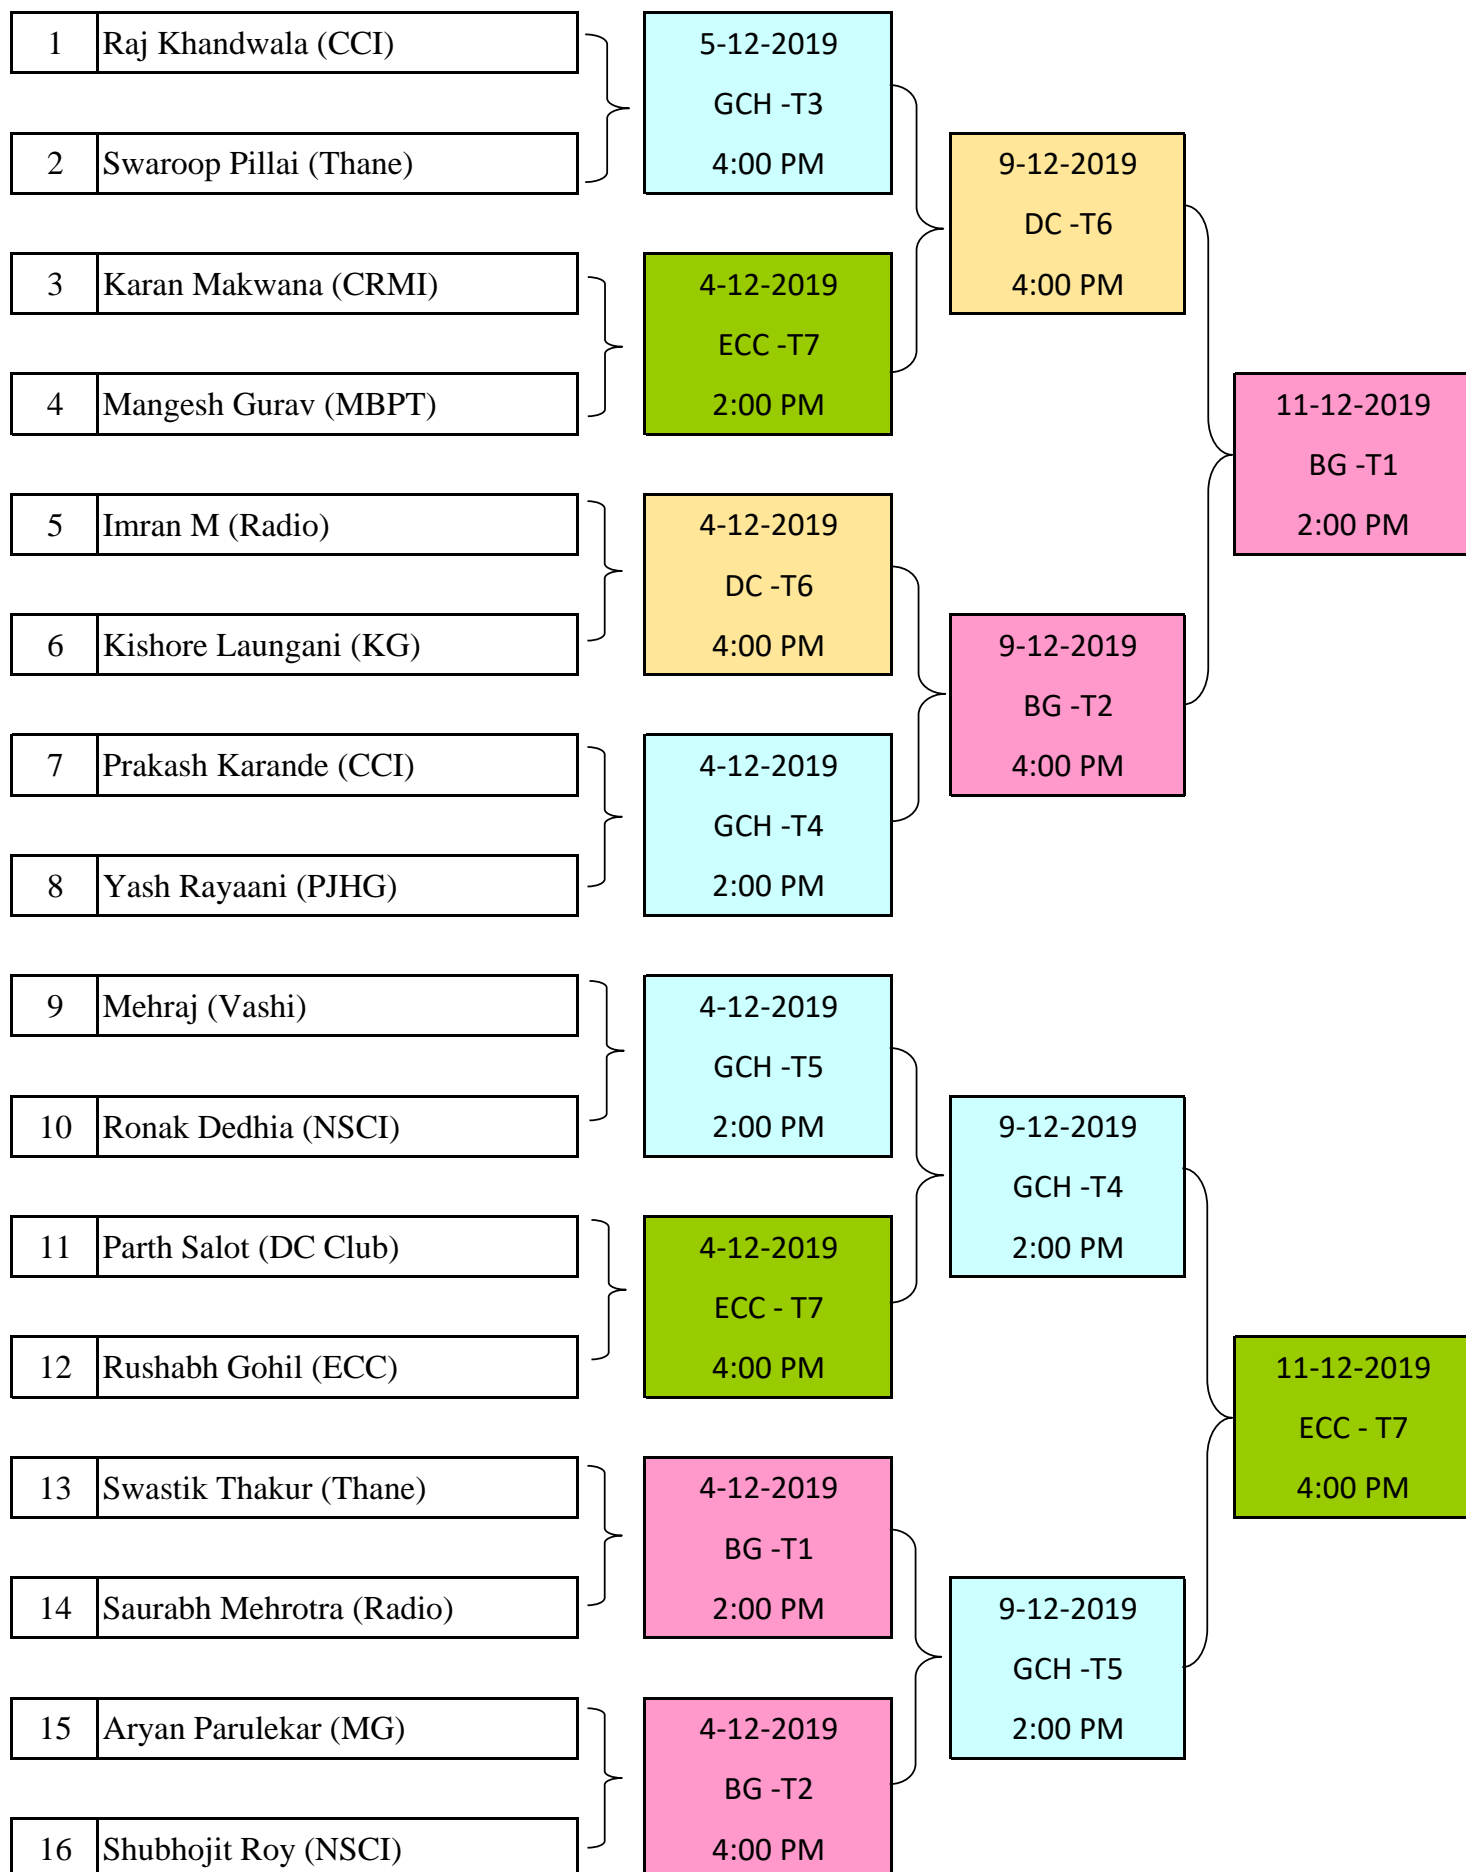 1 Raj Khandwala (CCI)
2 Swaroop Pillai (Thane)
3 Karan Makwana (CRMI)
4 Mangesh Gurav (MBPT)
5 Imran M (Radio)
6 Kishore Laungani (KG)
7 Prakash Karande (CCI)
8 Yash Rayaani (PJHG)
9 Mehraj (Vashi)
10 Ronak Dedhia (NSCI)
11 Parth Salot (DC Club)
12 Rushabh Gohil (ECC)
13 Swastik Thakur (Thane)
14 Saurabh Mehrotra (Radio)
15 Aryan Parulekar (MG)
16 Shubhojit Roy (NSCI)
5-12-2019
GCH -T3
4:00 PM
4-12-2019
ECC -T7
2:00 PM
4-12-2019
DC -T6
4:00 PM
4-12-2019
GCH -T4
2:00 PM
4-12-2019
GCH -T5
2:00 PM
4-12-2019
ECC - T7
4:00 PM
4-12-2019
BG -T1
2:00 PM
4-12-2019
BG -T2
4:00 PM
9-12-2019
DC -T6
4:00 PM
9-12-2019
BG -T2
4:00 PM
9-12-2019
GCH -T4
2:00 PM
9-12-2019
GCH -T5
2:00 PM
11-12-2019
BG -T1
2:00 PM
11-12-2019
ECC - T7
4:00 PM